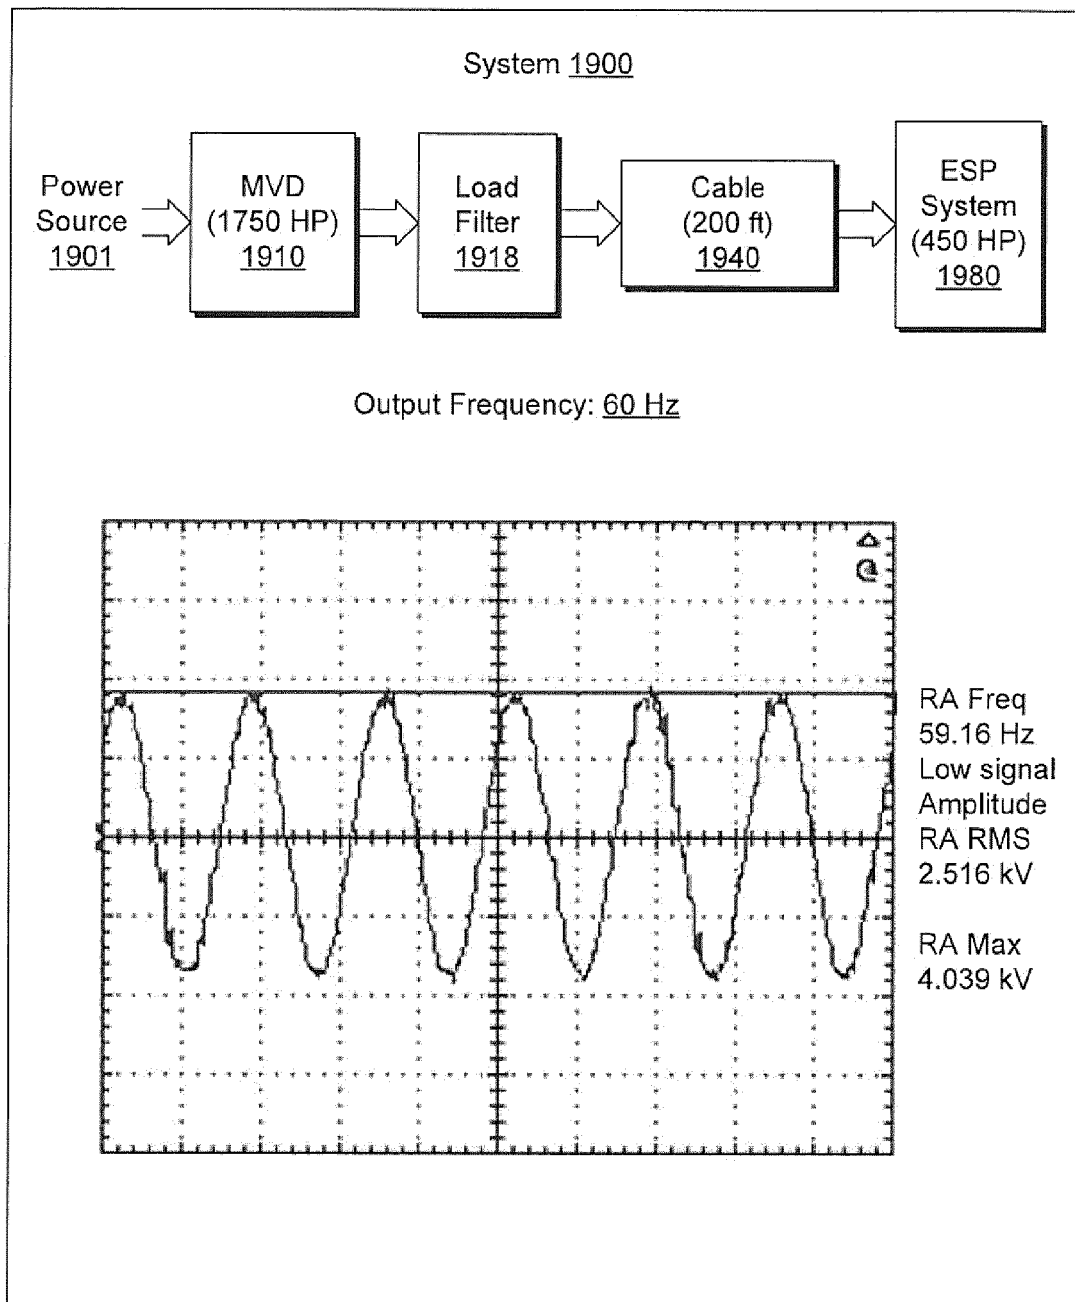 System 1900
Power
Source
1901
MVD
(1750 HP)
1910
Load
Filter
1918
Cable
(200 ft)
1940
ESP
System
(450 HP)
1980
Output Frequency: 60 Hz
RA Freq
59.16 Hz
Low signal
Amplitude
RA RMS
2.516 kV
RA Max
4.039 kV